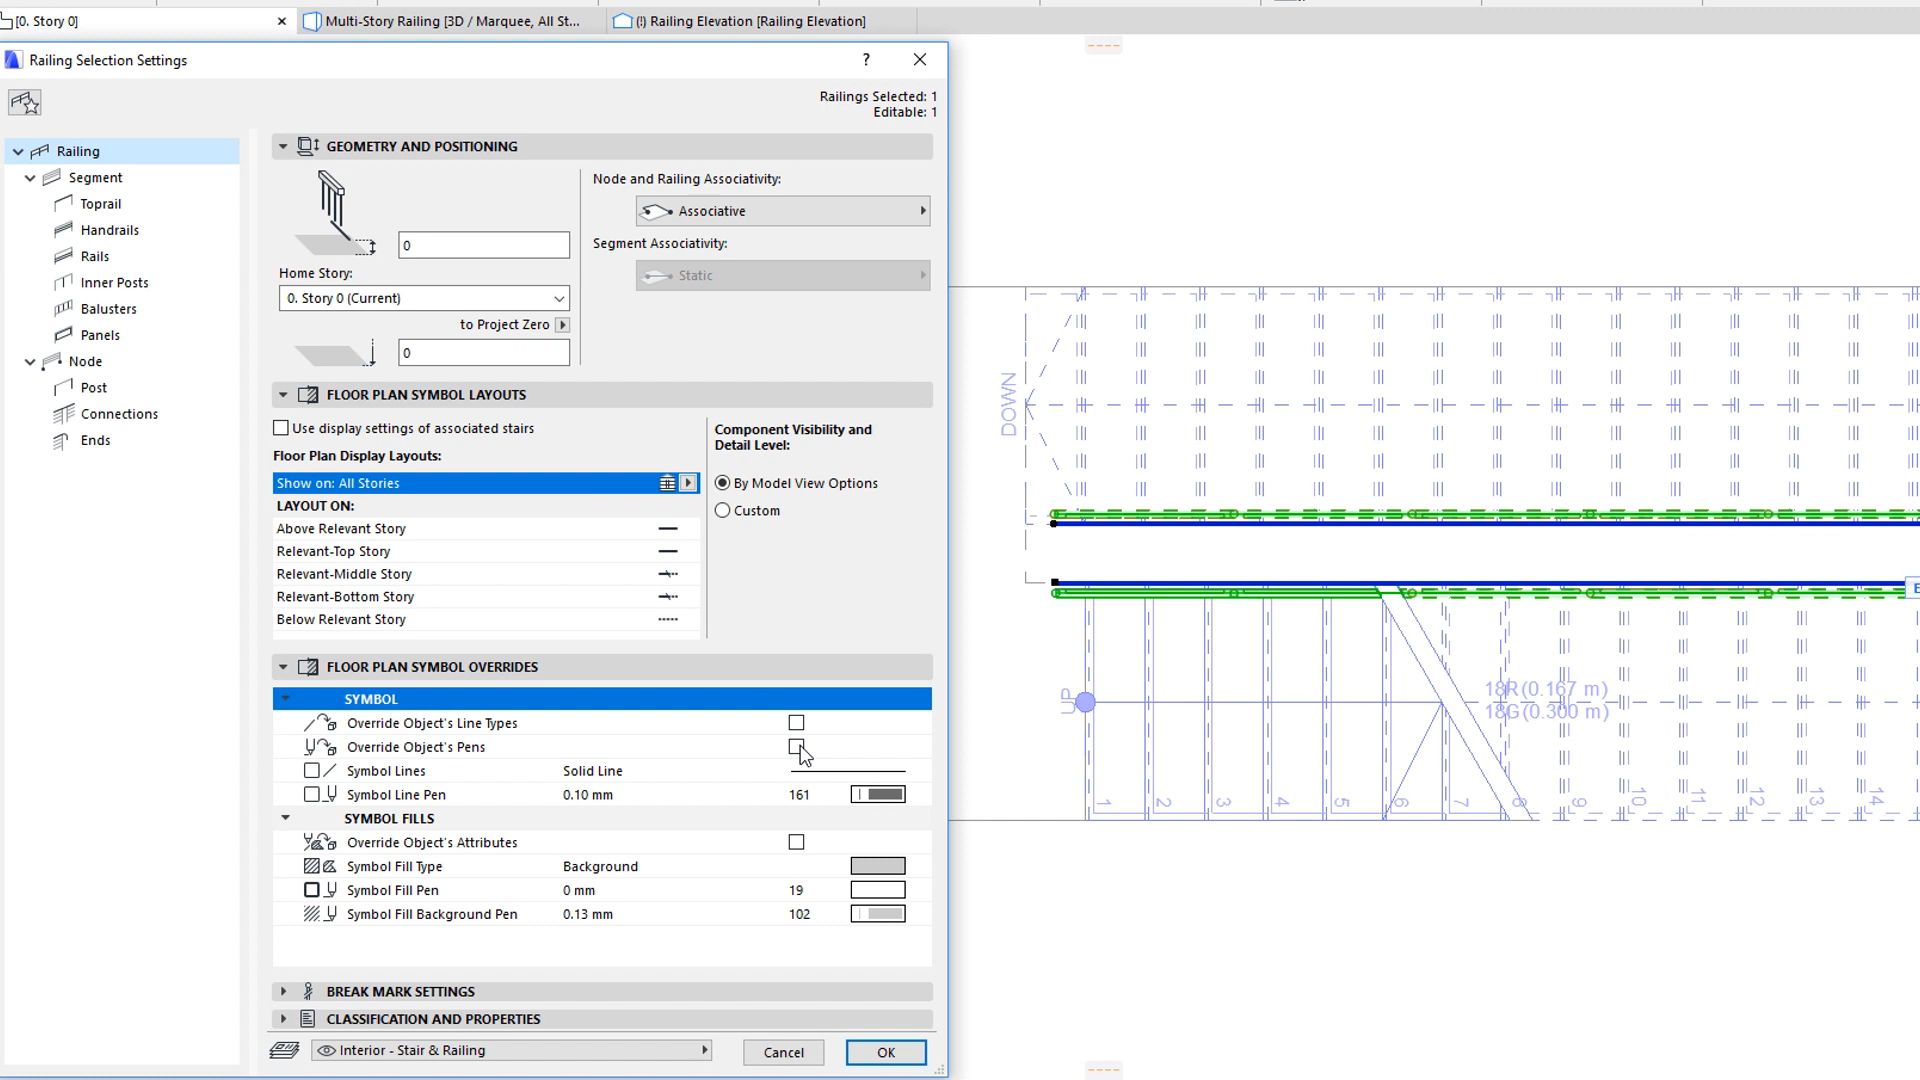 [0. Story 0]
Multi-Story Railing [3D / Marquee, All St...
(!) Railing Elevation [Railing Elevation]
Railing Selection Settings
?
Railings Selected: 1
Editable: 1
Railing
Segment
Toprail
Handrails
Rails
Inner Posts
Balusters
Panels
Node
Post
Connections
Ends
GEOMETRY AND POSITIONING
0
Home Story:
0. Story 0 (Current)
to Project Zero
0
Node and Railing Associativity:
Associative
Segment Associativity:
Static
FLOOR PLAN SYMBOL LAYOUTS
Use display settings of associated stairs
Floor Plan Display Layouts:
Show on: All Stories
LAYOUT ON:
Above Relevant Story
Relevant-Top Story
Relevant-Middle Story
Relevant-Bottom Story
Below Relevant Story
Component Visibility and
Detail Level:
By Model View Options
Custom
FLOOR PLAN SYMBOL OVERRIDES
SYMBOL
Override Object's Line Types
Override Object's Pens
Symbol Lines Solid Line
Symbol Line Pen 0.10 mm 161
SYMBOL FILLS
Override Object's Attributes
Symbol Fill Type Background
Symbol Fill Pen 0 mm 19
Symbol Fill Background Pen 0.13 mm 102
BREAK MARK SETTINGS
CLASSIFICATION AND PROPERTIES
Interior - Stair & Railing
Cancel
OK
DOWN
UP
18R(0.167 m)
18G(0.300 m)
1 2 3 4 5 6 7 8 9 10 11 12 13 14